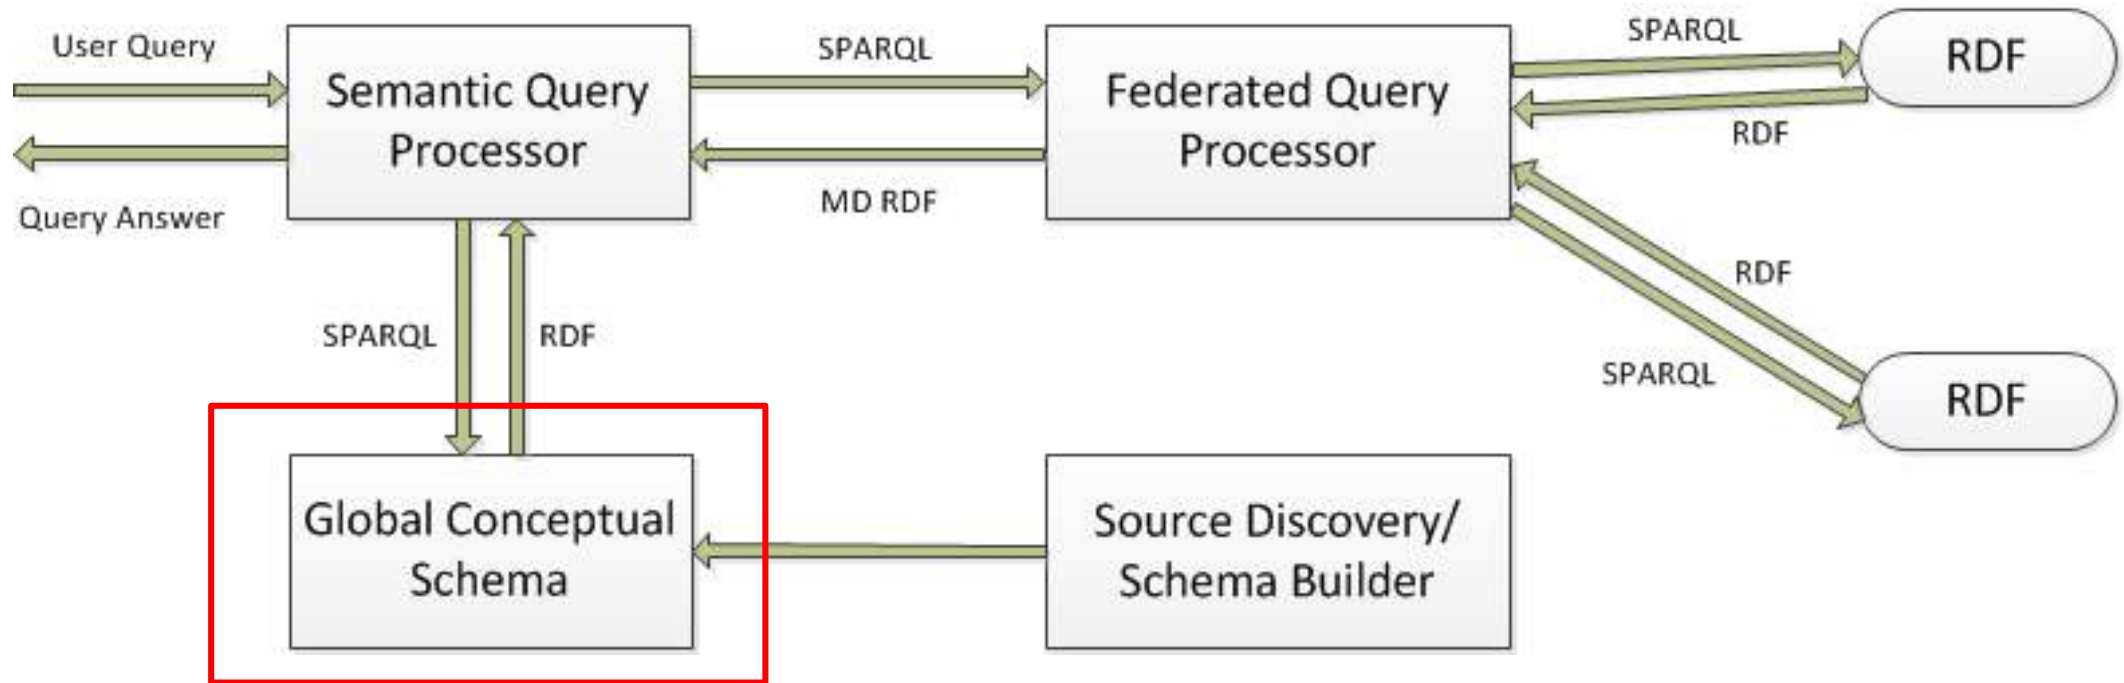 User Query
Query Answer
Semantic Query
Processor
SPARQL
MD RDF
Federated Query
Processor
SPARQL
RDF
RDF
RDF
SPARQL
RDF
SPARQL
RDF
Global Conceptual
Schema
Source Discovery/
Schema Builder